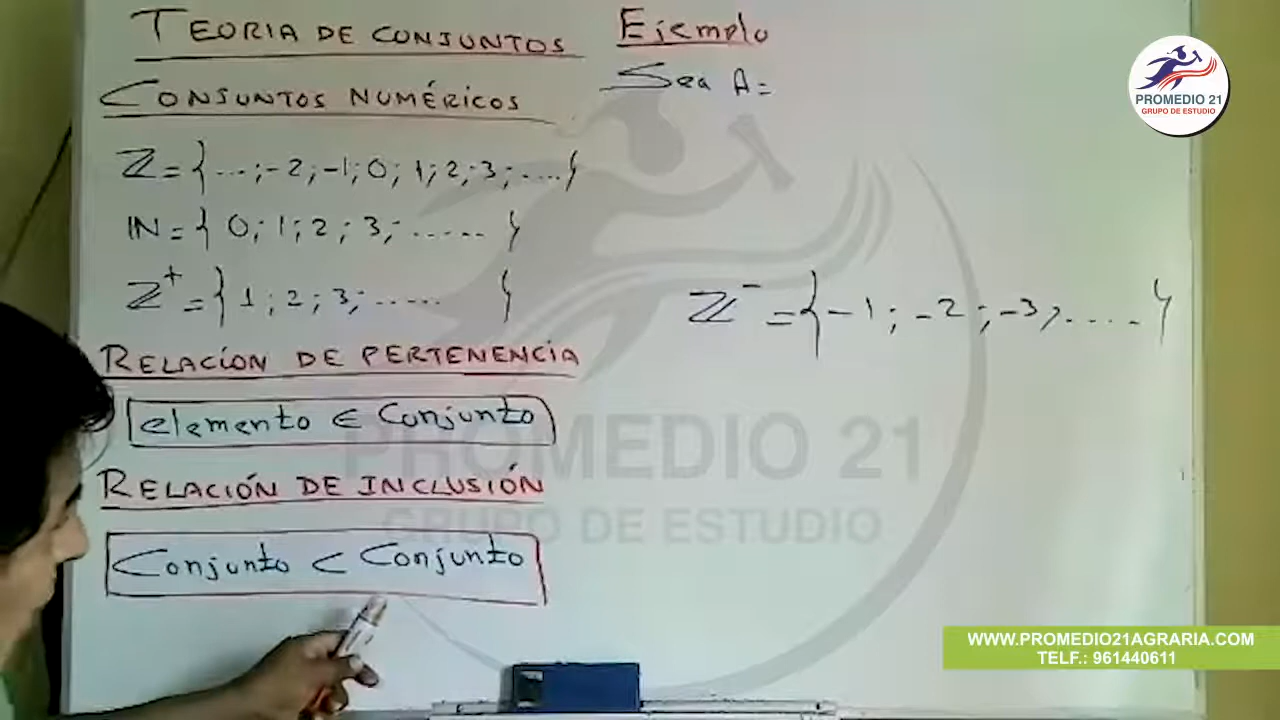 TEORIA DE CONJUNTOS
CONJUNTOS NUMÉRICOS
ℤ = {...; -2; -1; 0; 1; 2; 3; ....}
IN = { 0; 1; 2; 3; ...... }
ℤ⁺ = { 1; 2; 3; ...... }
RELACIÓN DE PERTENENCIA
elemento ∈ Conjunto
RELACIÓN DE INCLUSIÓN
Conjunto ⊂ Conjunto
Ejemplo
Sea A=
ℤ⁻ = {-1; -2; -3; ..... }
PROMEDIO 21
GRUPO DE ESTUDIO
PROMEDIO 21
GRUPO DE ESTUDIO
WWW.PROMEDIO21AGRARIA.COM
TELF.: 961440611